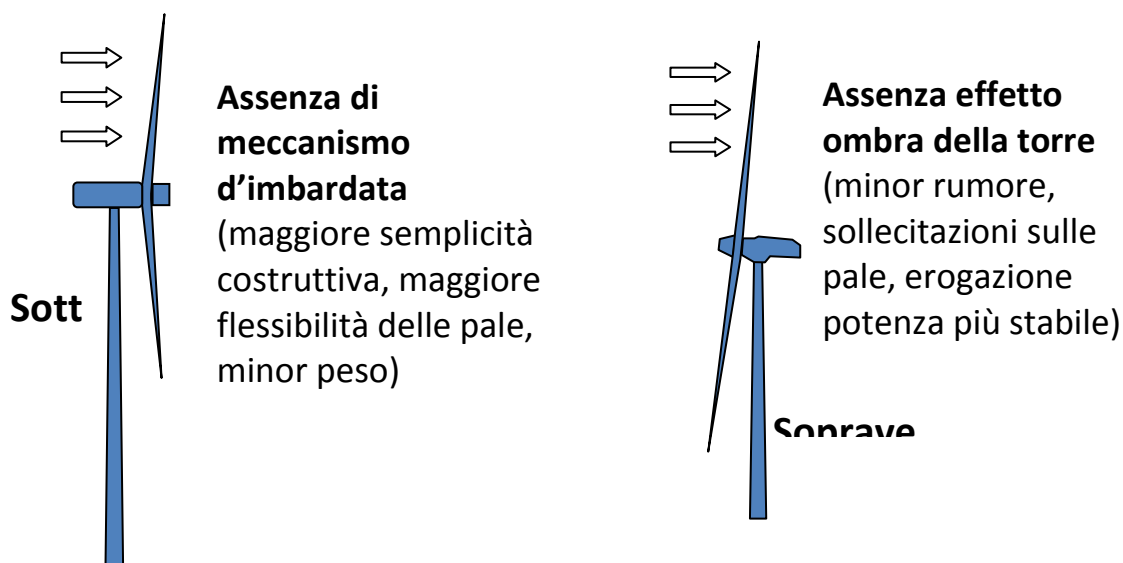 Assenza di
meccanismo
d’imbardata
(maggiore semplicità
costruttiva, maggiore
flessibilità delle pale,
minor peso)
Sott
Assenza effetto
ombra della torre
(minor rumore,
sollecitazioni sulle
pale, erogazione
potenza più stabile)
Soprave